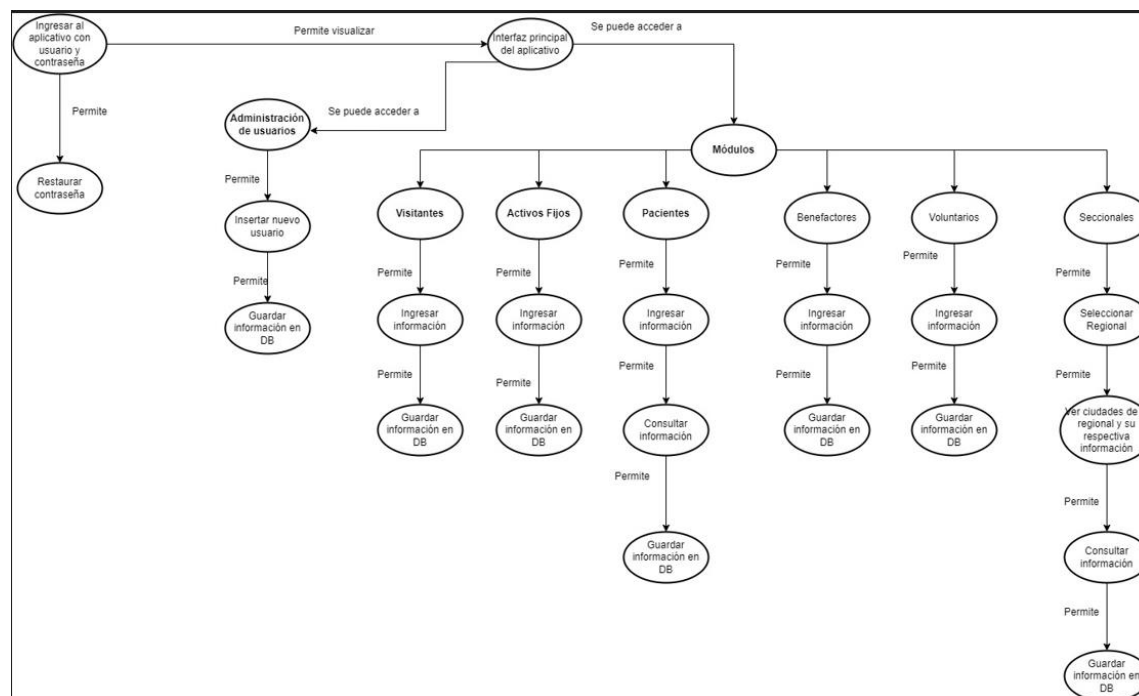 Ingresar al
aplicativo con
usuario y
contraseña
Permite visualizar
Interfaz principal
del aplicativo
Se puede acceder a
Permite
Se puede acceder a
Administración
de usuarios
Módulos
Restaurar
contraseña
Permite
Insertar nuevo
usuario
Visitantes
Activos Fijos
Pacientes
Benefactores
Voluntarios
Seccionales
Permite
Permite
Permite
Permite
Permite
Permite
Permite
Guardar
información en
DB
Ingresar
información
Ingresar
información
Ingresar
información
Ingresar
información
Ingresar
información
Seleccionar
Regional
Permite
Permite
Permite
Permite
Permite
Permite
Guardar
información en
DB
Guardar
información en
DB
Consultar
información
Guardar
información en
DB
Guardar
información en
DB
Ver ciudades de
regional y su
respectiva
información
Permite
Permite
Guardar
información en
DB
Consultar
información
Permite
Guardar
información en
DB